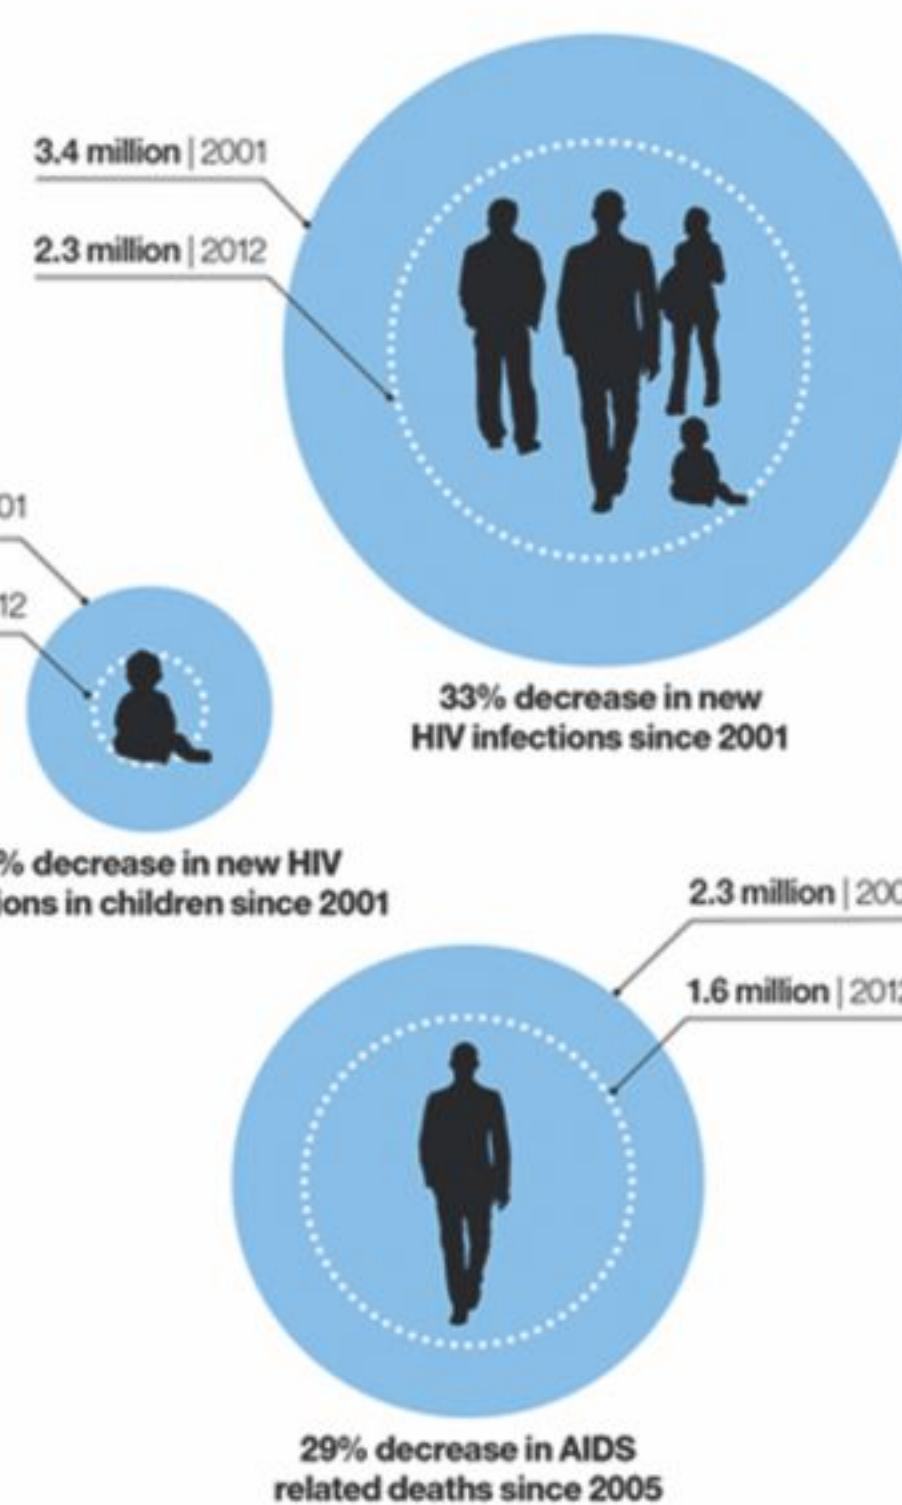 3.4 million | 2001
2.3 million | 2012
01
12
33% decrease in new
HIV infections since 2001
% decrease in new HIV
ions in children since 2001
2.3 million | 200
1.6 million | 2012
29% decrease in AIDS
related deaths since 2005